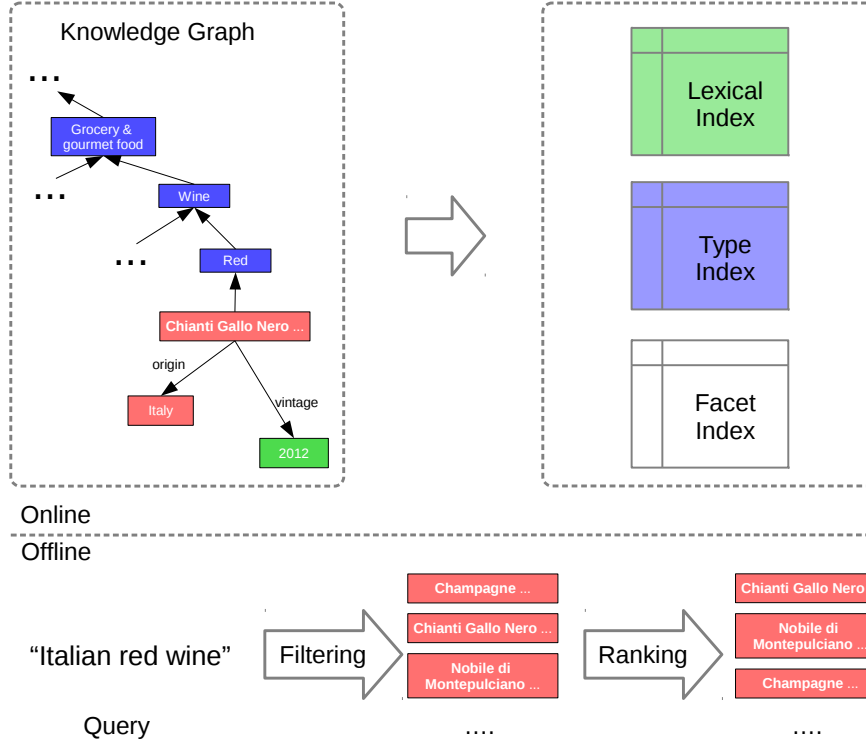 Knowledge Graph
...
Grocery &
gourmet food
...
Wine
...
Red
Chianti Gallo Nero ...
origin
vintage
Italy
2012
Lexical
Index
Type
Index
Facet
Index
Online
Offline
“Italian red wine”
Query
Filtering
Champagne ...
Chianti Gallo Nero ...
Nobile di
Montepulciano ...
....
Ranking
Chianti Gallo Nero
Nobile di
Montepulciano ...
Champagne ...
....